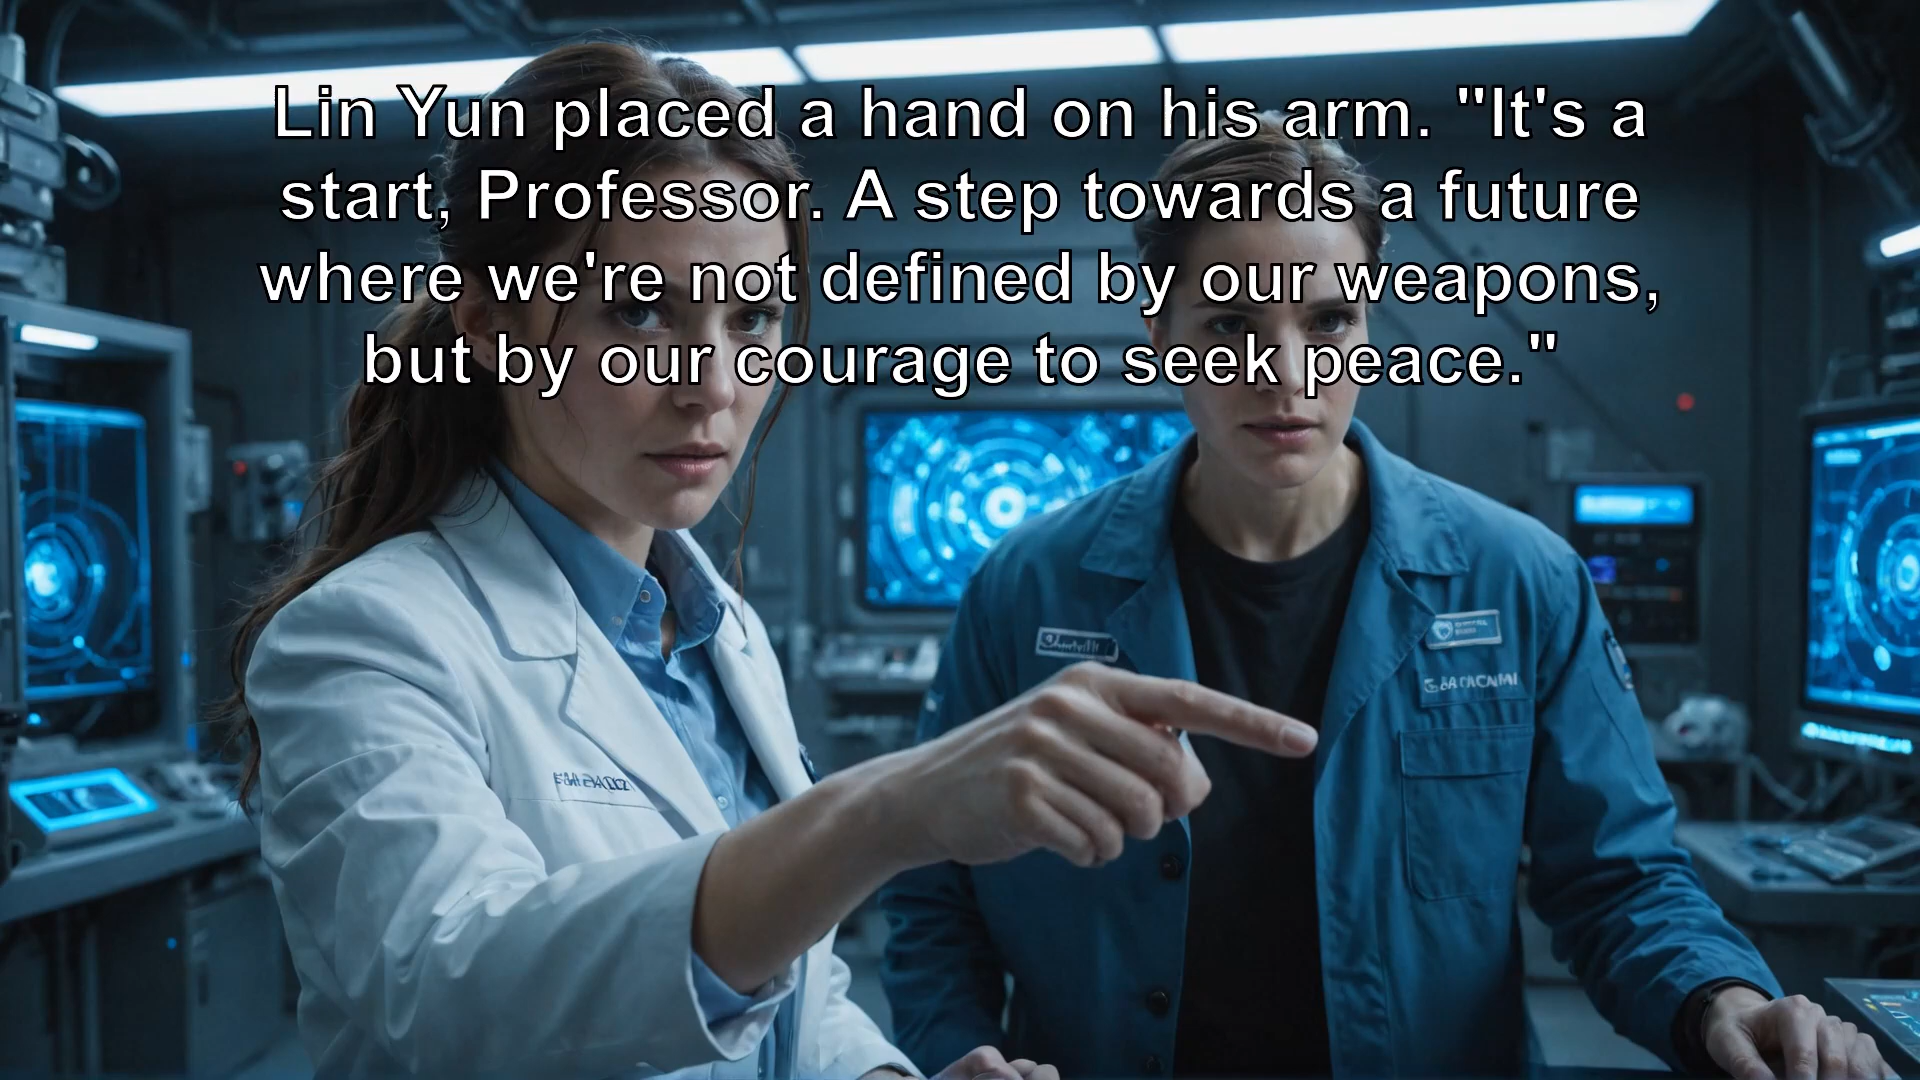 Lin Yun placed a hand on his arm. "It's a
start, Professor. A step towards a future
where we're not defined by our weapons,
but by our courage to seek peace."